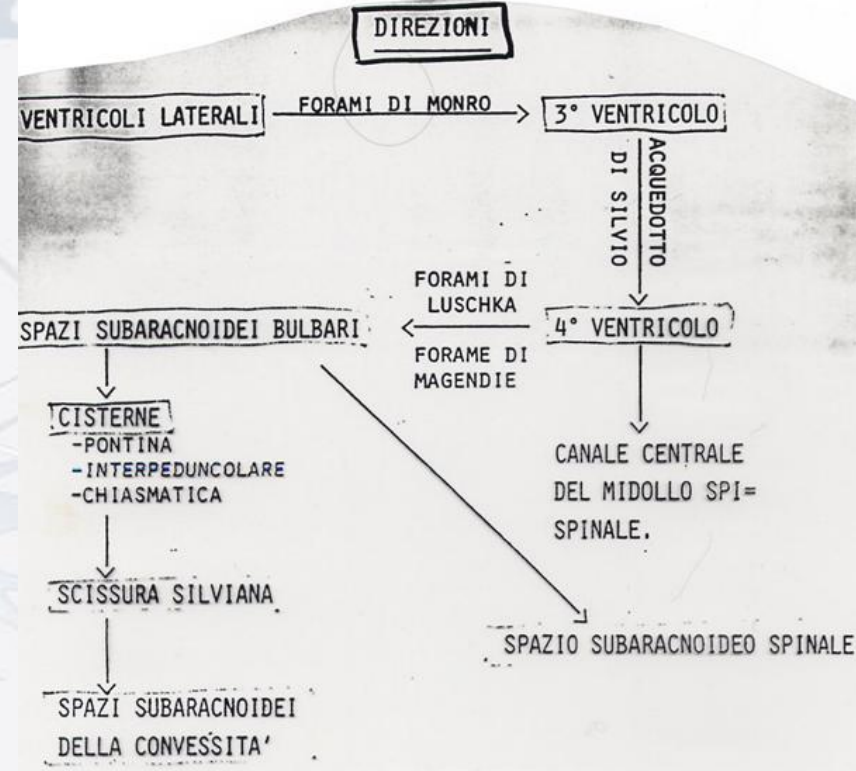 DIREZIONI
VENTRICOLI LATERALI
FORAMI DI MONRO
3° VENTRICOLO
ACQUEDOTTO
DI SILVIO
FORAMI DI
LUSCHKA
SPAZI SUBARACNOIDEI BULBARI
4° VENTRICOLO
FORAME DI
MAGENDIE
CISTERNE
-PONTINA
-INTERPEDUNCOLARE
-CHIASMATICA
CANALE CENTRALE
DEL MIDOLLO SPI=
SPINALE.
SCISSURA SILVIANA
SPAZIO SUBARACNOIDEO SPINALE
SPAZI SUBARACNOIDEI
DELLA CONVESSITA'